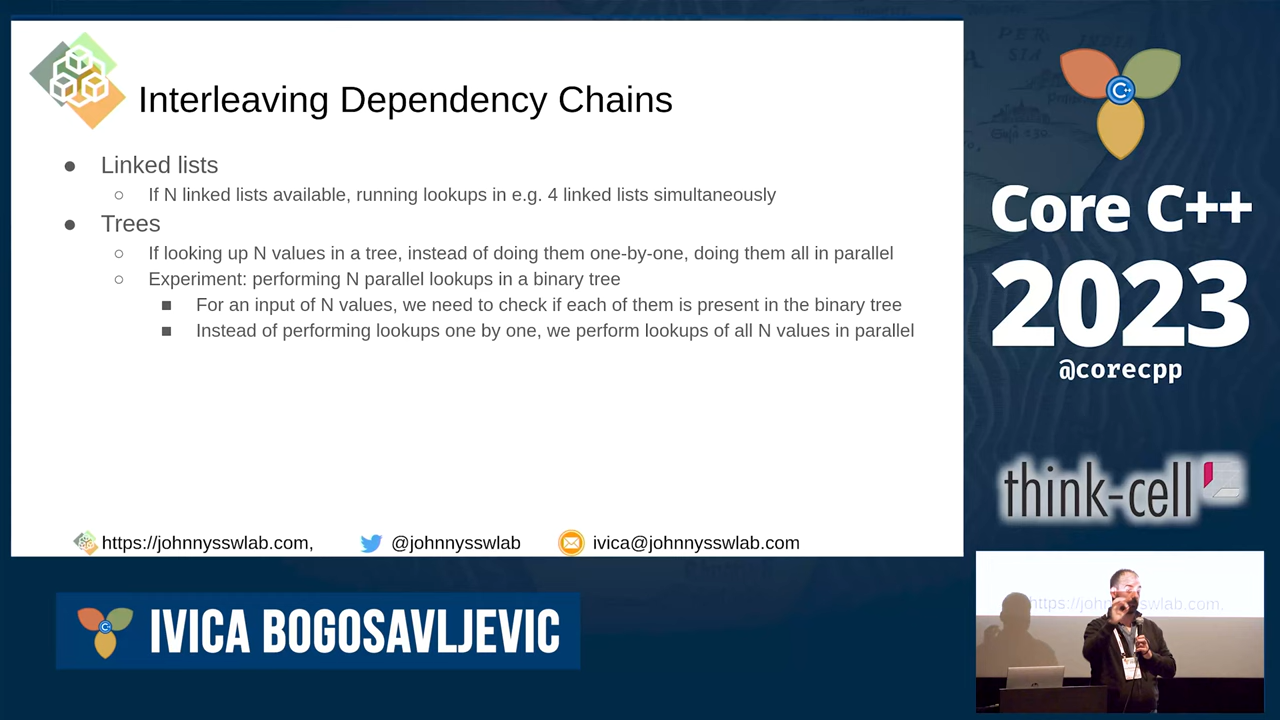 Interleaving Dependency Chains
● Linked lists
○ If N linked lists available, running lookups in e.g. 4 linked lists simultaneously
● Trees
○ If looking up N values in a tree, instead of doing them one-by-one, doing them all in parallel
○ Experiment: performing N parallel lookups in a binary tree
■ For an input of N values, we need to check if each of them is present in the binary tree
■ Instead of performing lookups one by one, we perform lookups of all N values in parallel
https://johnnysswlab.com,
@johnnysswlab
ivica@johnnysswlab.com
C++
Core C++
2023
@corecpp
think-cell
IVICA BOGOSAVLJEVIC